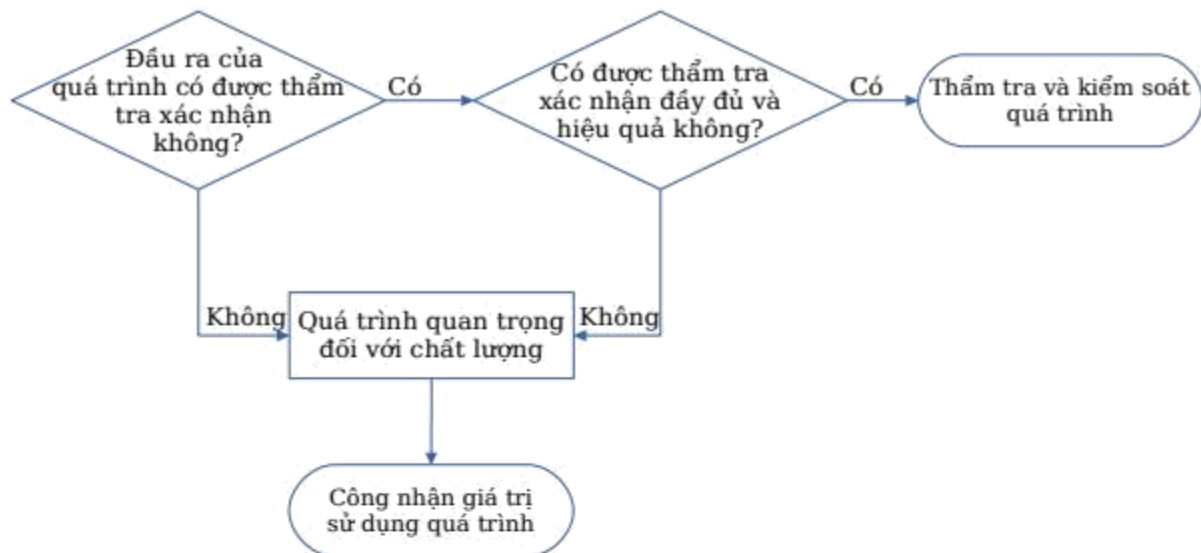 Đầu ra của
quá trình có được thẩm
tra xác nhận
không?
Có
Có được thẩm tra
xác nhận đầy đủ và
hiệu quả không?
Có
Thẩm tra và kiểm soát
quá trình
Không
Quá trình quan trọng
đối với chất lượng
Không
Công nhận giá trị
sử dụng quá trình